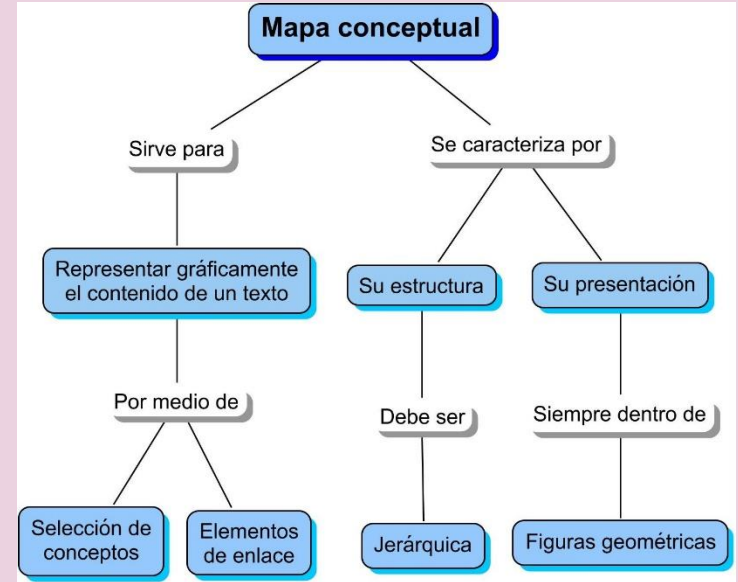 Mapa conceptual
Sirve para
Se caracteriza por
Representar gráficamente
el contenido de un texto
Su estructura
Su presentación
Por medio de
Debe ser
Siempre dentro de
Selección de
conceptos
Elementos
de enlace
Jerárquica
Figuras geométricas